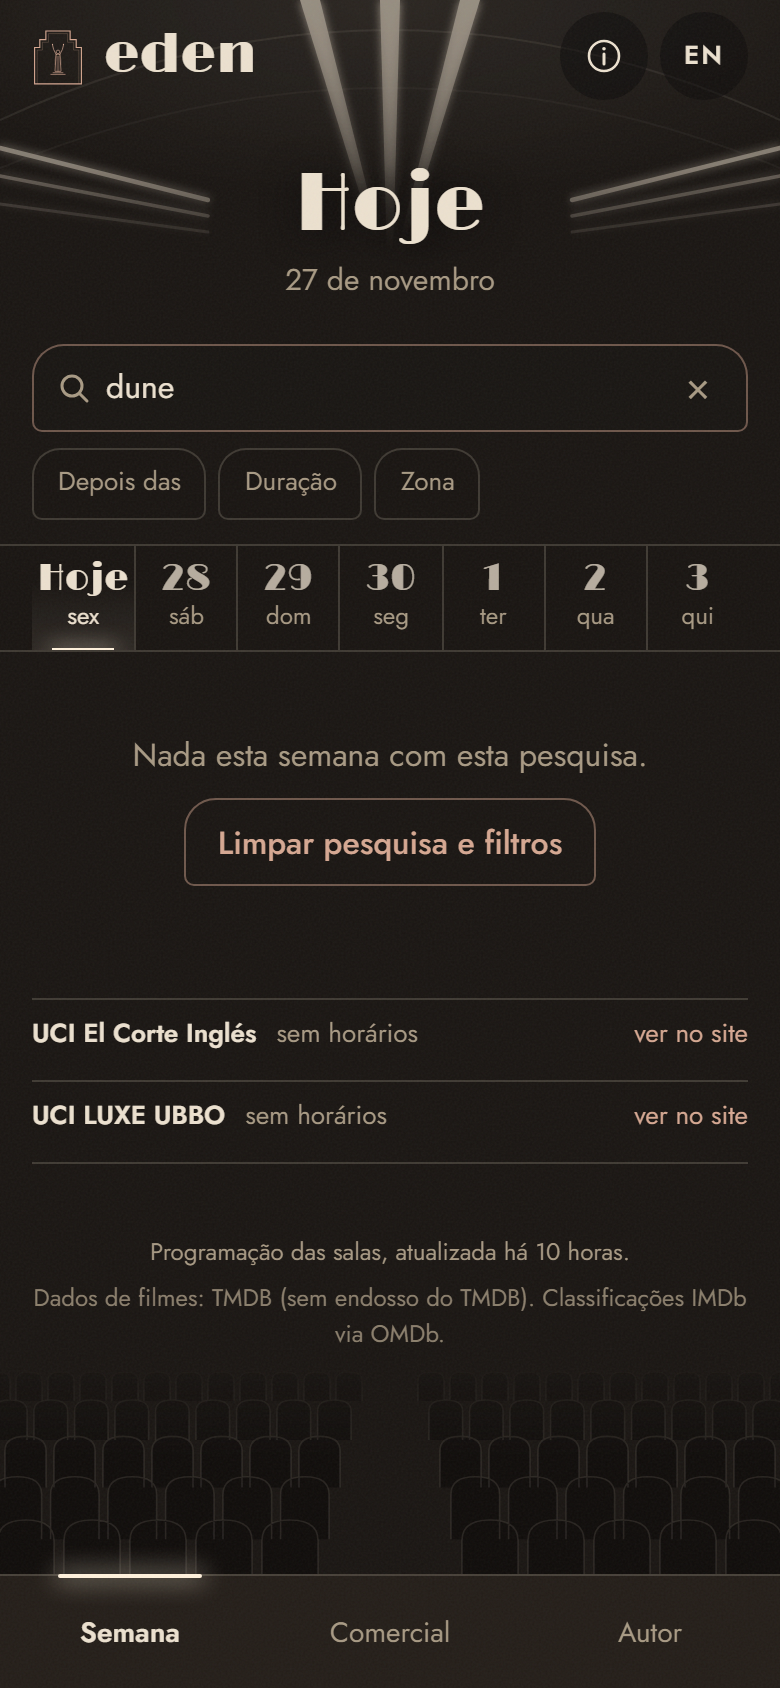 eden
EN
Hoje
27 de novembro
dune
Depois das
Duração
Zona
Hoje 28 29 30 1 2 3
sex sáb dom seg ter qua qui
Nada esta semana com esta pesquisa.
Limpar pesquisa e filtros
UCI El Corte Inglés sem horários ver no site
UCI LUXE UBBO sem horários ver no site
Programação das salas, atualizada há 10 horas.
Dados de filmes: TMDB (sem endosso do TMDB). Classificações IMDb
via OMDb.
Semana Comercial Autor